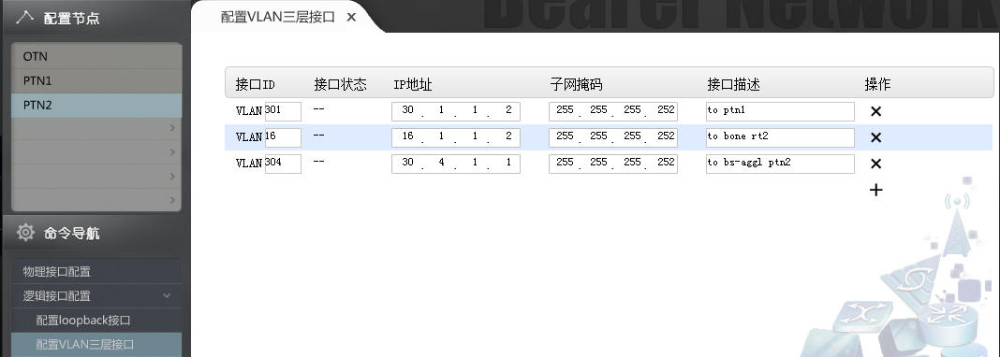 Bearer Network
配置节点
配置VLAN三层接口 ×
OTN
PTN1
PTN2
接口ID 接口状态 IP地址 子网掩码 接口描述 操作
VLAN 301 -- 30 . 1 . 1 . 2 255 . 255 . 255 . 252 to ptn1 ×
VLAN 16 -- 16 . 1 . 1 . 2 255 . 255 . 255 . 252 to bone rt2 ×
VLAN 304 -- 30 . 4 . 1 . 1 255 . 255 . 255 . 252 to bs-aggl ptn2 ×
+
命令导航
物理接口配置
逻辑接口配置
配置loopback接口
配置VLAN三层接口